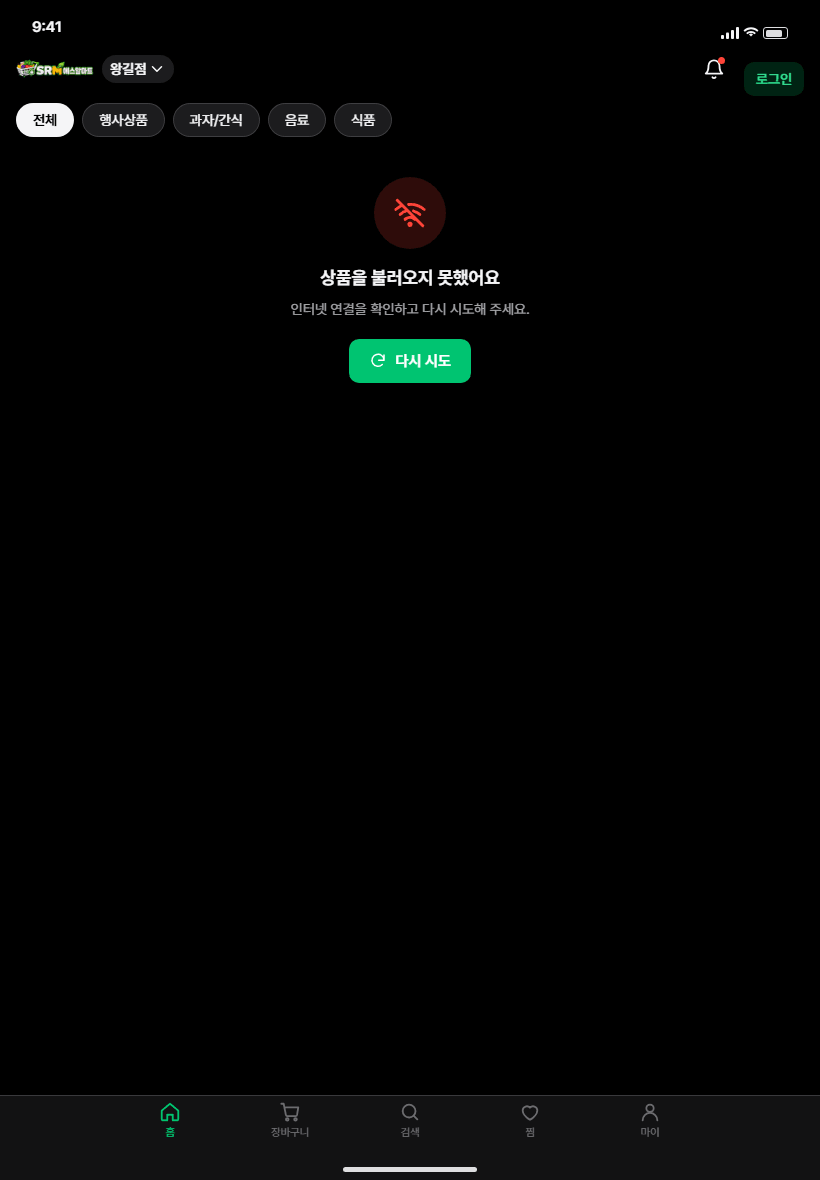 9:41
SRM 에스알마트
왕길점
로그인
전체 행사상품 과자/간식 음료 식품
상품을 불러오지 못했어요
인터넷 연결을 확인하고 다시 시도해 주세요.
다시 시도
홈 장바구니 검색 찜 마이